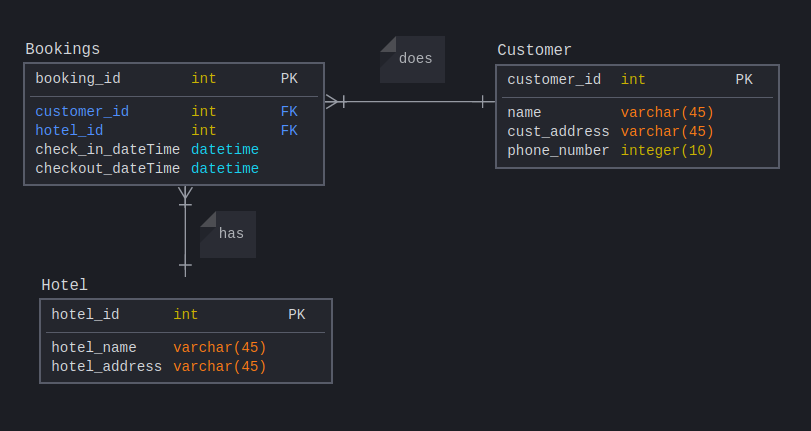 Bookings
booking_id int PK
customer_id int FK
hotel_id int FK
check_in_dateTime datetime
checkout_dateTime datetime
does
Customer
customer_id int PK
name varchar(45)
cust_address varchar(45)
phone_number integer(10)
has
Hotel
hotel_id int PK
hotel_name varchar(45)
hotel_address varchar(45)